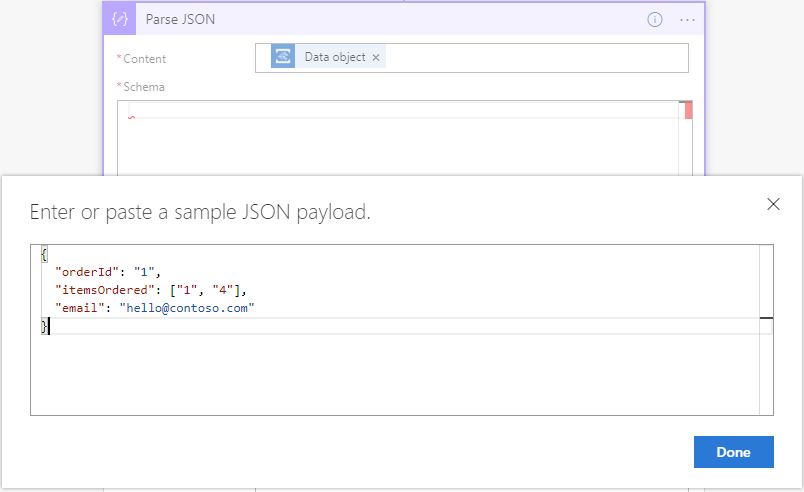 Parse JSON
*Content
Data object
*Schema
Enter or paste a sample JSON payload.
{
"orderId": "1",
"itemsOrdered": ["1", "4"],
"email": "hello@contoso.com"
}
Done